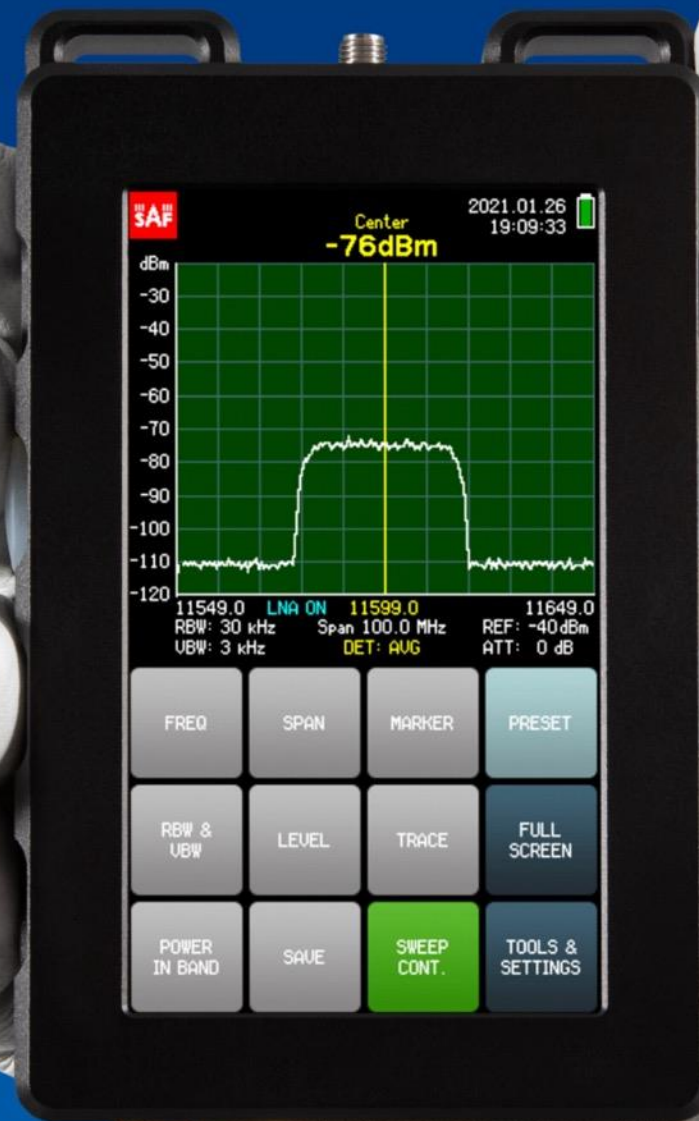 SAF
Center
-76dBm
2021.01.26
19:09:33
dBm
-30
-40
-50
-60
-70
-80
-90
-100
-110
-120
11549.0 LNA ON 11599.0 11649.0
RBW: 30 kHz Span 100.0 MHz REF: -40dBm
VBW: 3 kHz DET: AVG ATT: 0 dB
FREQ SPAN MARKER PRESET
RBW &
VBW
LEVEL
TRACE
FULL
SCREEN
POWER
IN BAND
SAVE
SWEEP
CONT.
TOOLS &
SETTINGS